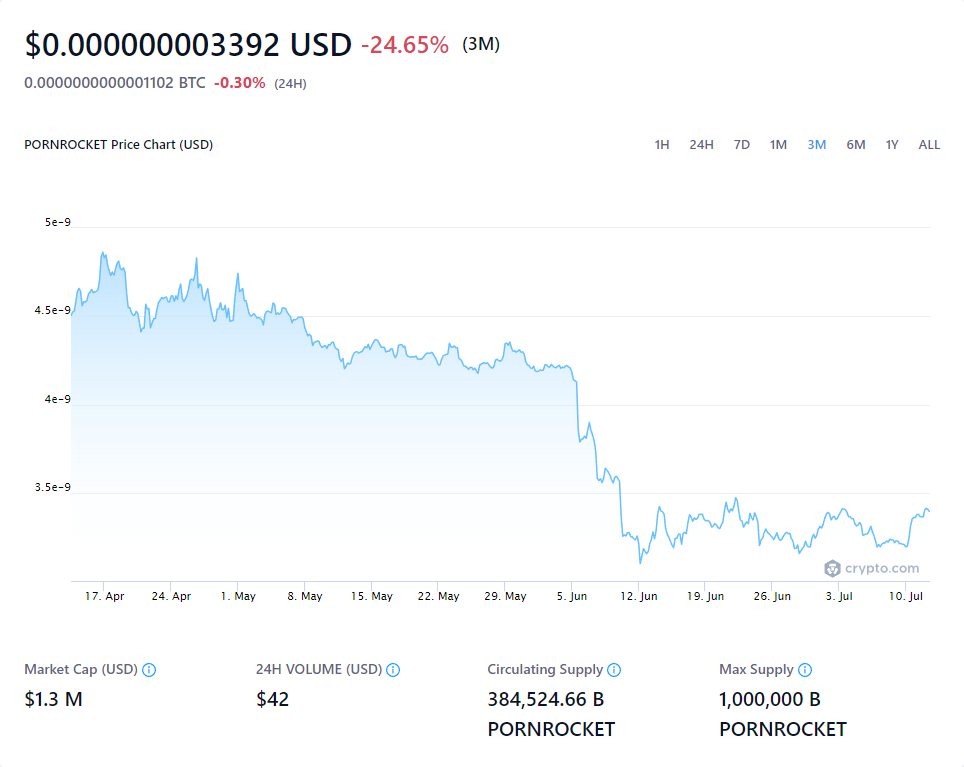 $0.000000003392 USD -24.65% (3M)
0.0000000000001102 BTC -0.30% (24H)
PORNROCKET Price Chart (USD) 1H 24H 7D 1M 3M 6M 1Y ALL
5e-9
4.5e-9
4e-9
3.5e-9
crypto.com
17. Apr 24. Apr 1. May 8. May 15. May 22. May 29. May 5. Jun 12. Jun 19. Jun 26. Jun 3. Jul 10. Jul
Market Cap (USD) 24H VOLUME (USD) Circulating Supply Max Supply
$1.3 M $42 384,524.66 B 1,000,000 B
PORNROCKET PORNROCKET